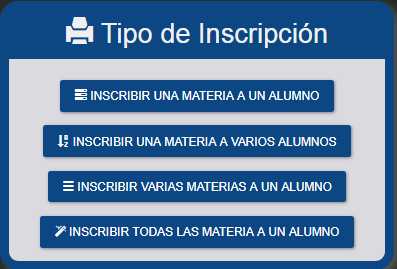 Tipo de Inscripción
INSCRIBIR UNA MATERIA A UN ALUMNO
INSCRIBIR UNA MATERIA A VARIOS ALUMNOS
INSCRIBIR VARIAS MATERIAS A UN ALUMNO
INSCRIBIR TODAS LAS MATERIA A UN ALUMNO